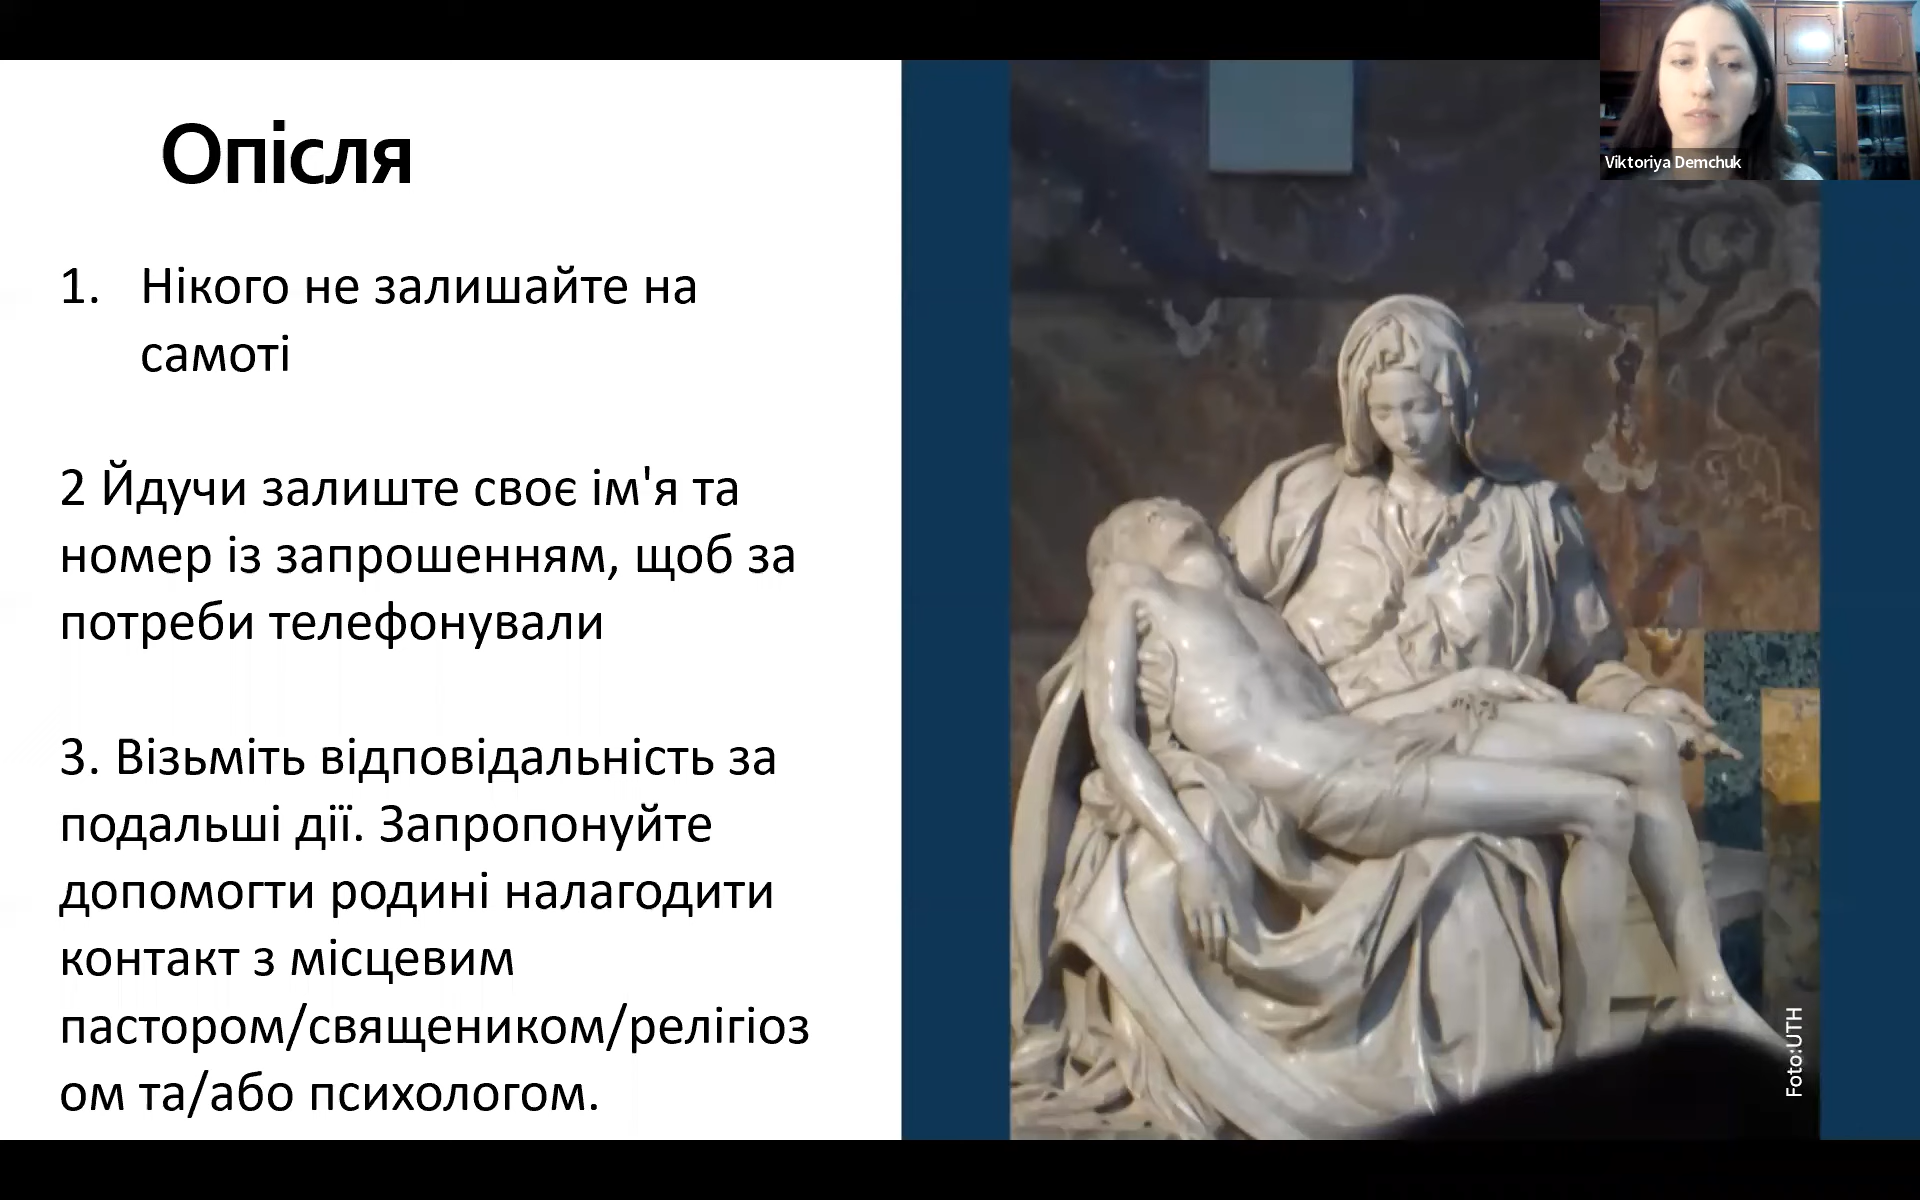 Опісля
1. Нікого не залишайте на
самоті
2 Йдучи залиште своє ім'я та
номер із запрошенням, щоб за
потреби телефонували
3. Візьміть відповідальність за
подальші дії. Запропонуйте
допомогти родині налагодити
контакт з місцевим
пастором/священиком/релігіоз
ом та/або психологом.
Viktoriya Demchuk
Foto:UTH